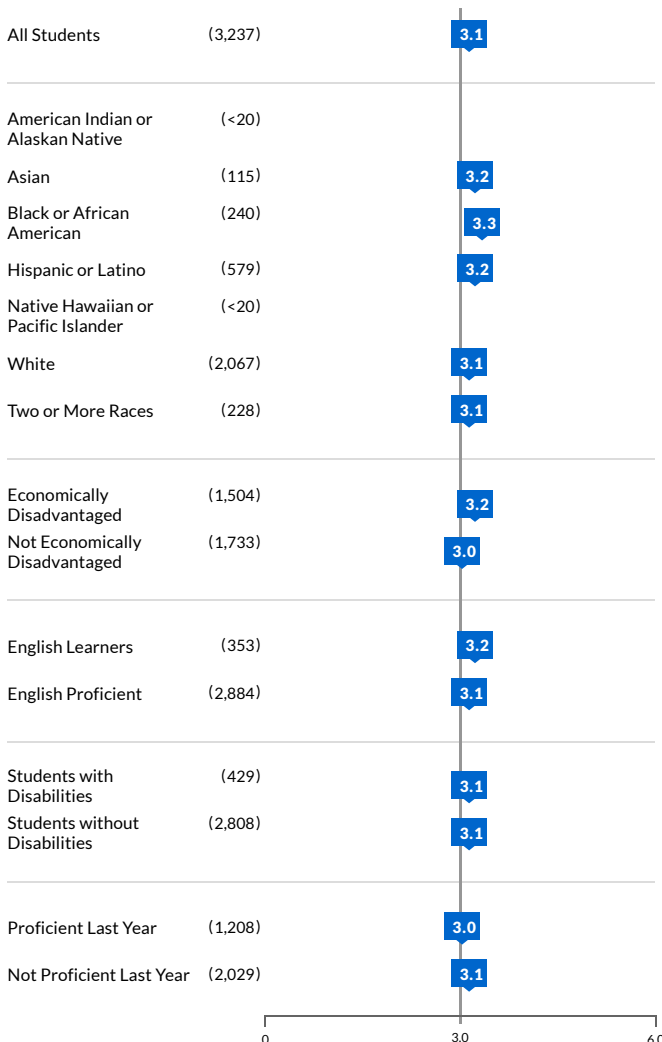 All Students (3,237) 3.1
American Indian or (<20)
Alaskan Native
Asian (115) 3.2
Black or African (240) 3.3
American
Hispanic or Latino (579) 3.2
Native Hawaiian or (<20)
Pacific Islander
White (2,067) 3.1
Two or More Races (228) 3.1
Economically (1,504) 3.2
Disadvantaged
Not Economically (1,733) 3.0
Disadvantaged
English Learners (353) 3.2
English Proficient (2,884) 3.1
Students with (429) 3.1
Disabilities
Students without (2,808) 3.1
Disabilities
Proficient Last Year (1,208) 3.0
Not Proficient Last Year (2,029) 3.1
0 3.0 6.0